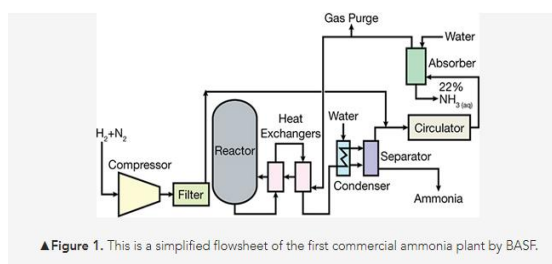 Gas Purge
Water
Absorber
22%
NH3 (aq)
H2+N2
Compressor
Filter
Reactor
Heat
Exchangers
Water
Circulator
Separator
Condenser
Ammonia
▲Figure 1. This is a simplified flowsheet of the first commercial ammonia plant by BASF.